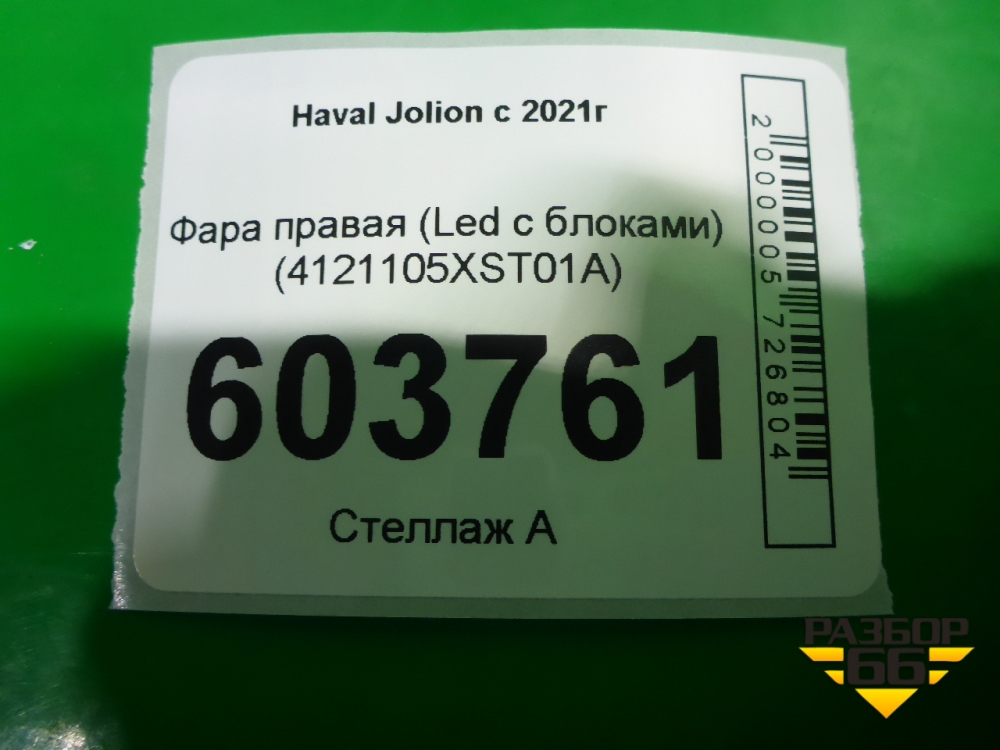 Haval Jolion с 2021г
Фара правая (Led с блоками)
(4121105XST01A)
603761
Стеллаж А
2000005726804
РАЗБОР
66